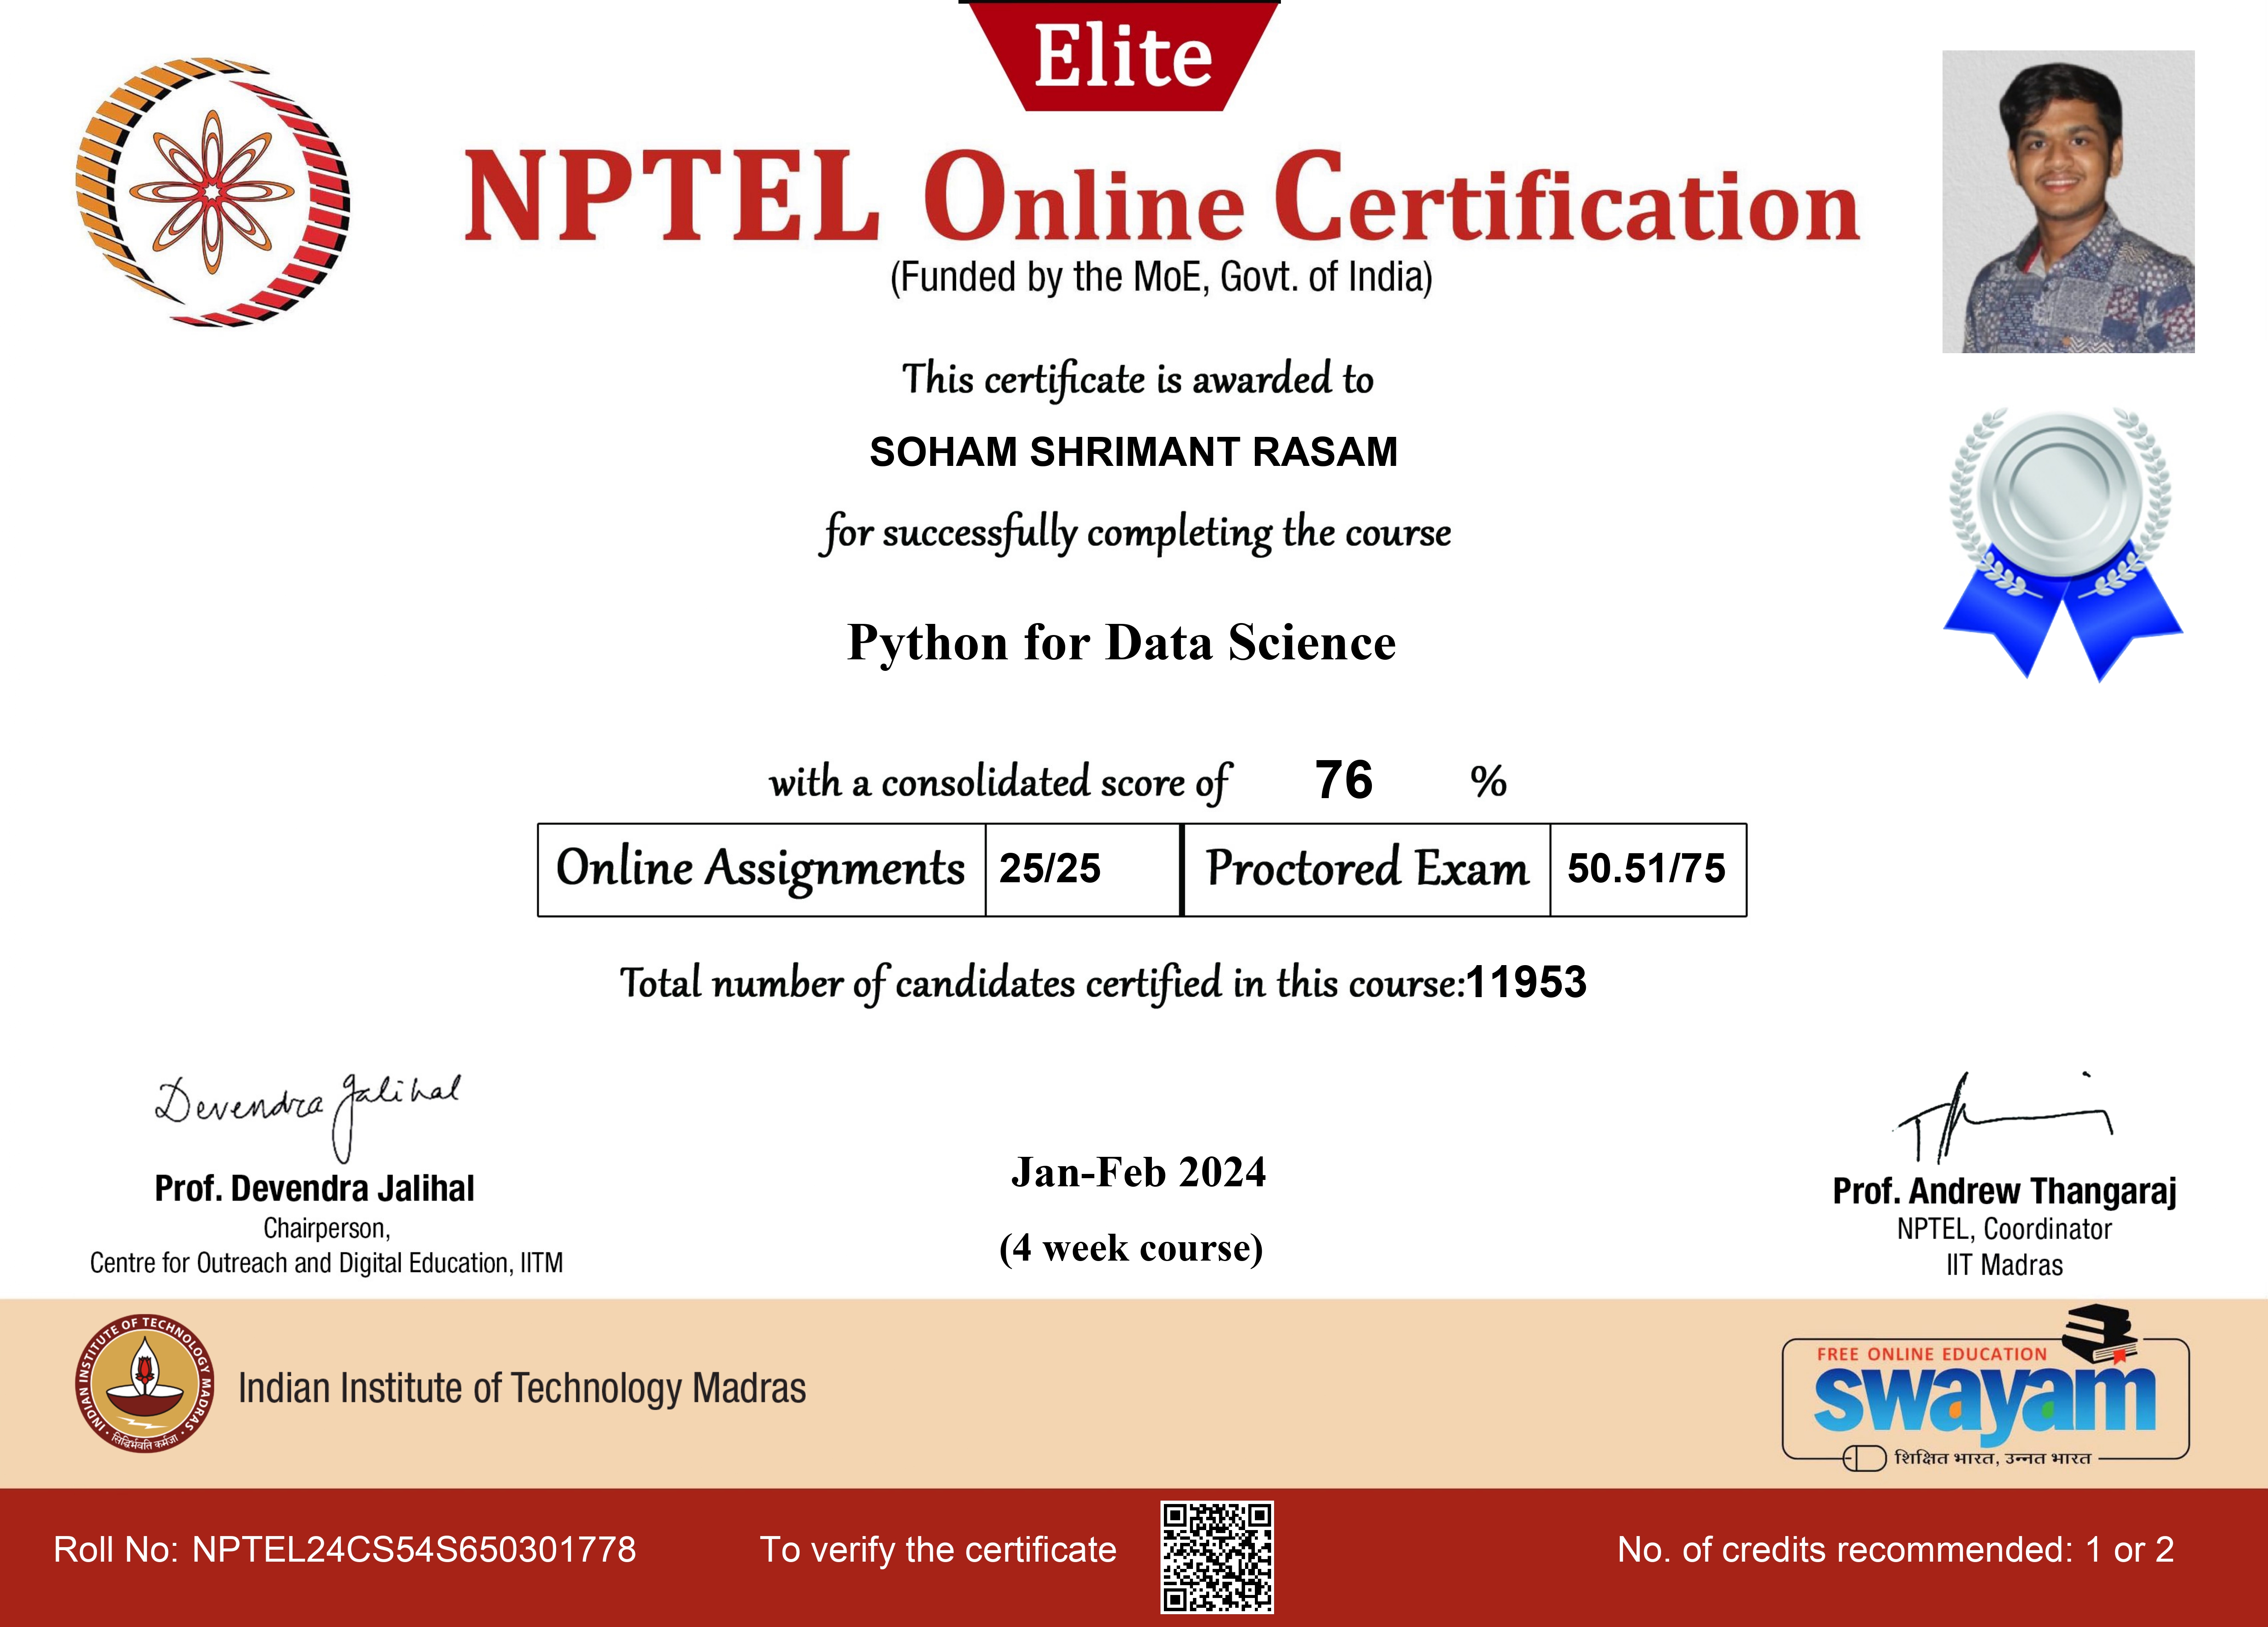 Elite
NPTEL Online Certification
(Funded by the MoE, Govt. of India)
This certificate is awarded to
SOHAM SHRIMANT RASAM
for successfully completing the course
Python for Data Science
with a consolidated score of 76 %
Online Assignments 25/25 Proctored Exam 50.51/75
Total number of candidates certified in this course:11953
Devendra Jalihal
Prof. Devendra Jalihal
Chairperson,
Centre for Outreach and Digital Education, IITM
Jan-Feb 2024
(4 week course)
Prof. Andrew Thangaraj
NPTEL, Coordinator
IIT Madras
INDIAN INSTITUTE OF TECHNOLOGY MADRAS
सिद्धिर्भवति कर्मजा
Indian Institute of Technology Madras
FREE ONLINE EDUCATION
swayam
शिक्षित भारत, उन्नत भारत
Roll No: NPTEL24CS54S650301778
To verify the certificate
No. of credits recommended: 1 or 2